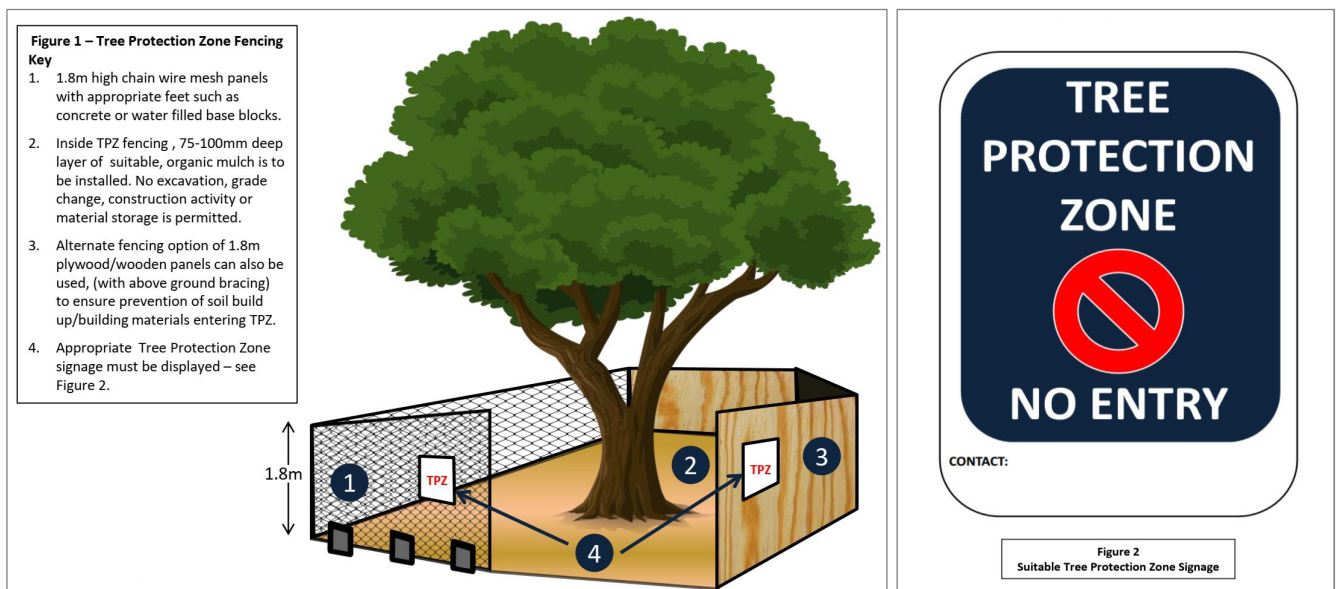 Figure 1 – Tree Protection Zone Fencing
Key
1. 1.8m high chain wire mesh panels
with appropriate feet such as
concrete or water filled base blocks.
2. Inside TPZ fencing , 75-100mm deep
layer of suitable, organic mulch is to
be installed. No excavation, grade
change, construction activity or
material storage is permitted.
3. Alternate fencing option of 1.8m
plywood/wooden panels can also be
used, (with above ground bracing)
to ensure prevention of soil build
up/building materials entering TPZ.
4. Appropriate Tree Protection Zone
signage must be displayed – see
Figure 2.
1.8m
1
TPZ
2
TPZ
3
4
TREE
PROTECTION
ZONE
NO ENTRY
CONTACT:
Figure 2
Suitable Tree Protection Zone Signage